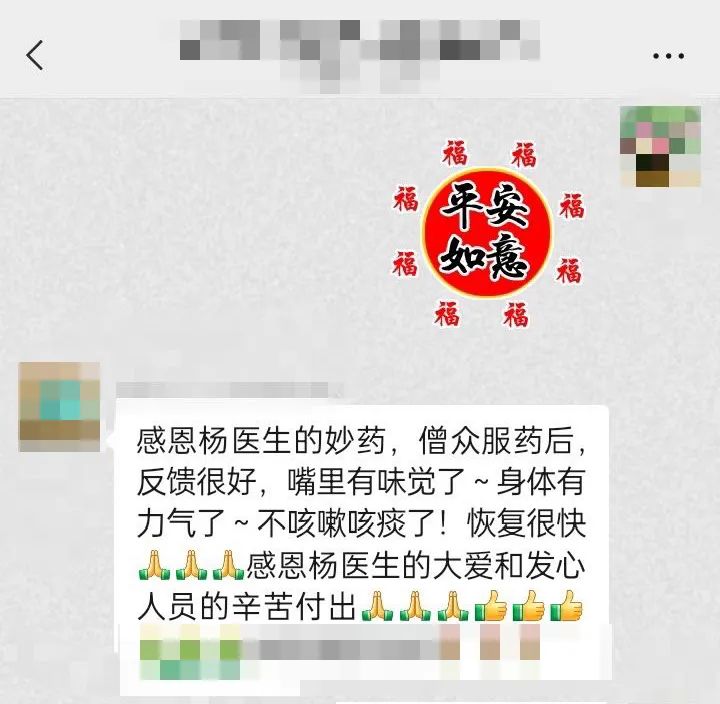 福 福
福 平安 福
福 如意 福
福 福
感恩杨医生的妙药，僧众服药后，
反馈很好，嘴里有味觉了~身体有
力气了~不咳嗽咳痰了！恢复很快
🙏🙏🙏感恩杨医生的大爱和发心
人员的辛苦付出🙏🙏🙏👍👍👍